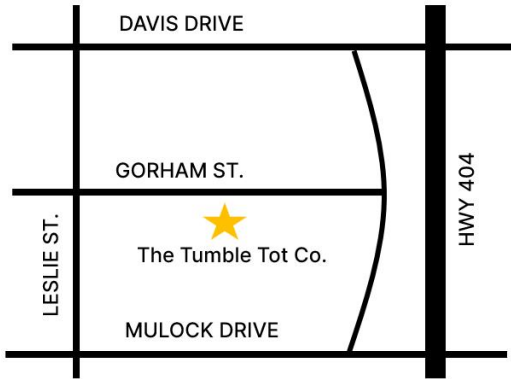 DAVIS DRIVE
GORHAM ST.
HWY 404
LESLIE ST.
The Tumble Tot Co.
MULOCK DRIVE